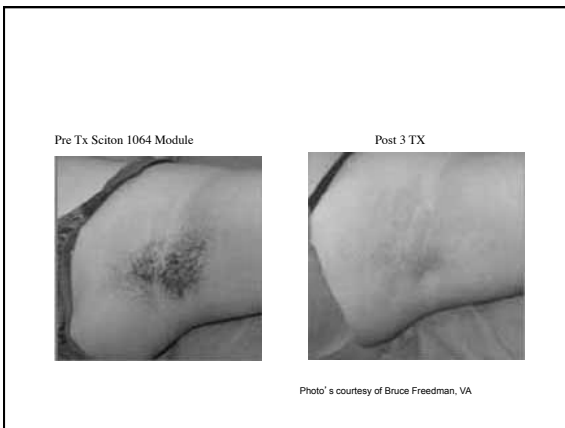 Pre Tx Sciton 1064 Module
Post 3 TX
Photo's courtesy of Bruce Freedman, VA